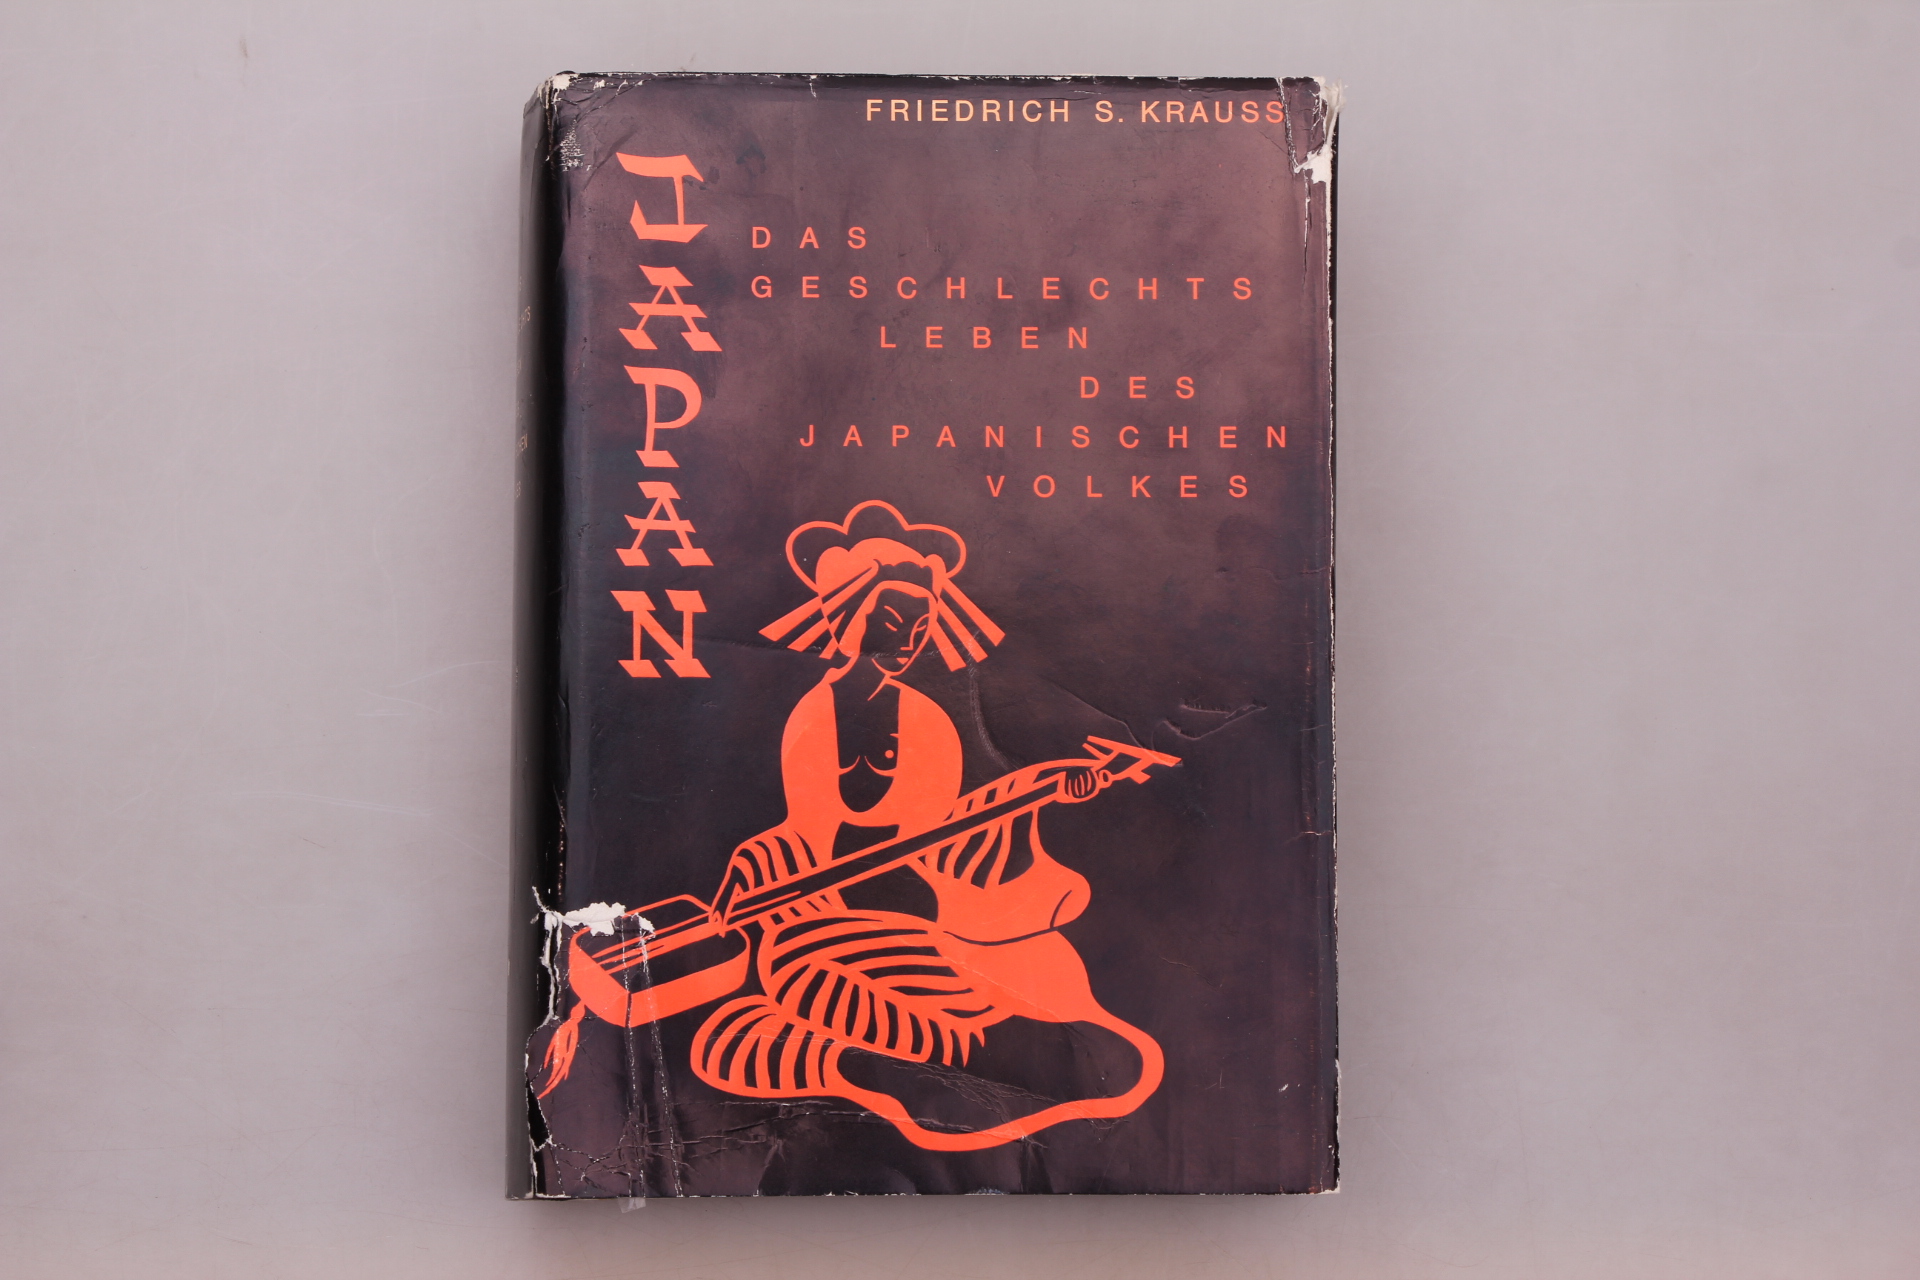 FRIEDRICH S. KRAUSS
JAPAN
DAS
GESCHLECHTS
LEBEN
DES
JAPANISCHEN
VOLKES